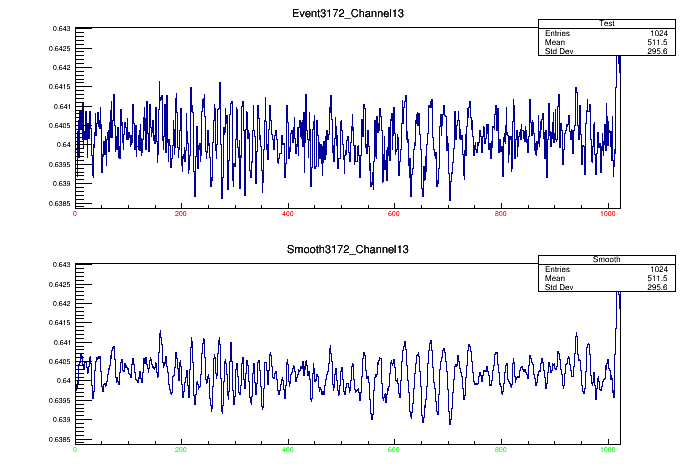 Event3172_Channel13
Test
Entries 1024
Mean 511.5
Std Dev 295.6
0.643
0.6425
0.642
0.6415
0.641
0.6405
0.64
0.6395
0.639
0.6385
0 200 400 600 800 1000
Smooth3172_Channel13
Smooth
Entries 1024
Mean 511.5
Std Dev 295.6
0.643
0.6425
0.642
0.6415
0.641
0.6405
0.64
0.6395
0.639
0.6385
0 200 400 600 800 1000